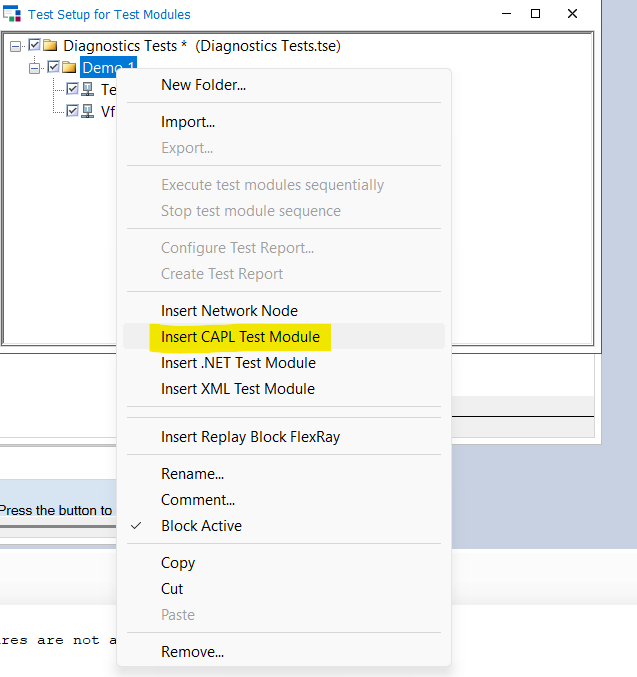 Test Setup for Test Modules
Diagnostics Tests * (Diagnostics Tests.tse)
Demo 1
Te
Vf
New Folder...
Import...
Export...
Execute test modules sequentially
Stop test module sequence
Configure Test Report...
Create Test Report
Insert Network Node
Insert CAPL Test Module
Insert .NET Test Module
Insert XML Test Module
Insert Replay Block FlexRay
Rename...
Comment...
Block Active
Copy
Cut
Paste
Remove...
Press the button to
res are not a